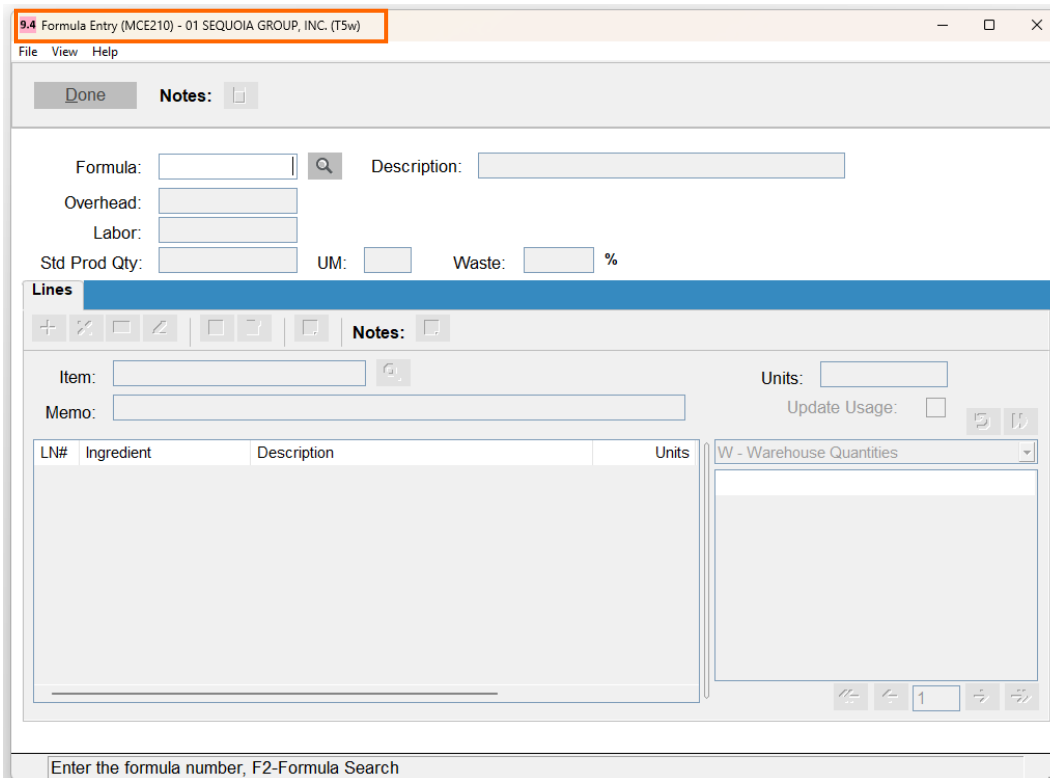 9.4 Formula Entry (MCE210) - 01 SEQUOIA GROUP, INC. (T5w)
File View Help
Done Notes:
Formula: Description:
Overhead:
Labor:
Std Prod Qty: UM: Waste: %
Lines
Notes:
Item: Units:
Memo: Update Usage:
LN# Ingredient Description Units W - Warehouse Quantities
1
Enter the formula number, F2-Formula Search